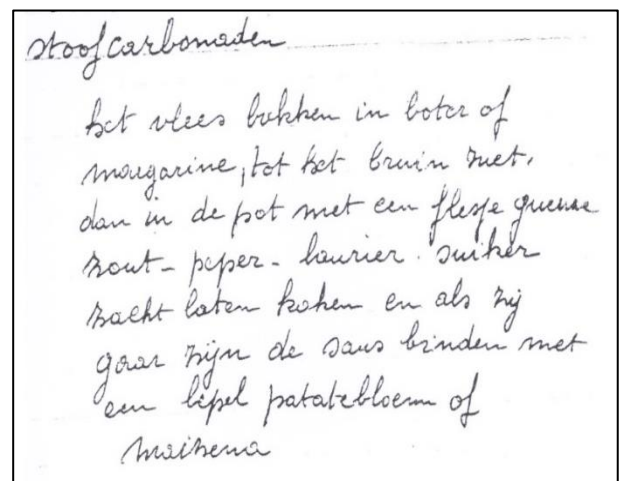 stoofcarbonaden
het vlees bakken in boter of
margarine, tot het bruin ziet,
dan in de pot met een flesje gueuze
zout - peper - laurier - suiker
zacht laten koken en als zij
gaar zijn de saus binden met
een lepel patatebloem of
maizena